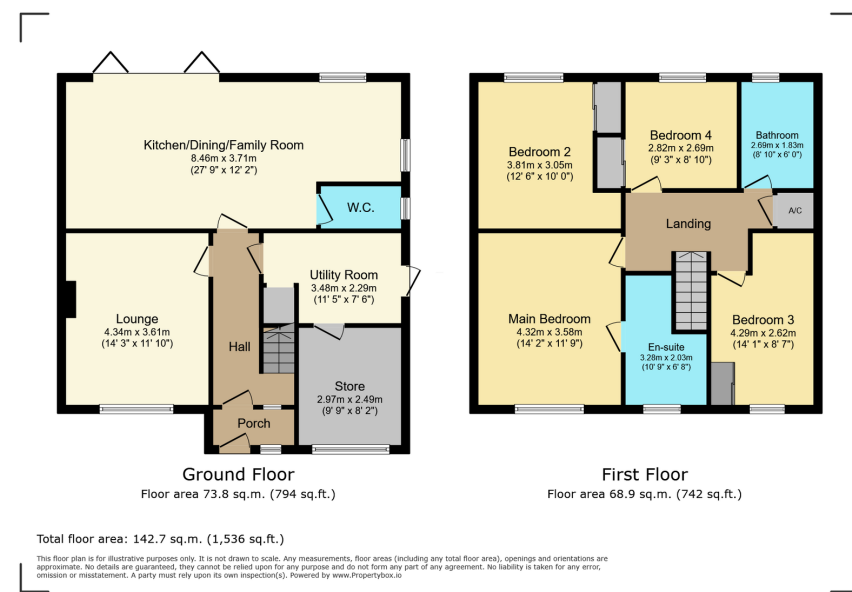 Kitchen/Dining/Family Room
8.46m x 3.71m
(27' 9" x 12' 2")
W.C.
Utility Room
3.48m x 2.29m
(11' 5" x 7' 6")
Lounge
4.34m x 3.61m
(14' 3" x 11' 10")
Hall
Store
2.97m x 2.49m
(9' 9" x 8' 2")
Porch
Ground Floor
Floor area 73.8 sq.m. (794 sq.ft.)
Bedroom 2
3.81m x 3.05m
(12' 6" x 10' 0")
Bedroom 4
2.82m x 2.69m
(9' 3" x 8' 10")
Bathroom
2.69m x 1.83m
(8' 10" x 6' 0")
Landing
A/C
Main Bedroom
4.32m x 3.58m
(14' 2" x 11' 9")
En-suite
3.28m x 2.03m
(10' 9" x 6' 8")
Bedroom 3
4.29m x 2.62m
(14' 1" x 8' 7")
First Floor
Floor area 68.9 sq.m. (742 sq.ft.)
Total floor area: 142.7 sq.m. (1,536 sq.ft.)
This floor plan is for illustrative purposes only. It is not drawn to scale. Any measurements, floor areas (including any total floor area), openings and orientations are
approximate. No details are guaranteed, they cannot be relied upon for any purpose and do not form any part of any agreement. No liability is taken for any error,
omission or misstatement. A party must rely upon its own inspection(s). Powered by www.Propertybox.io